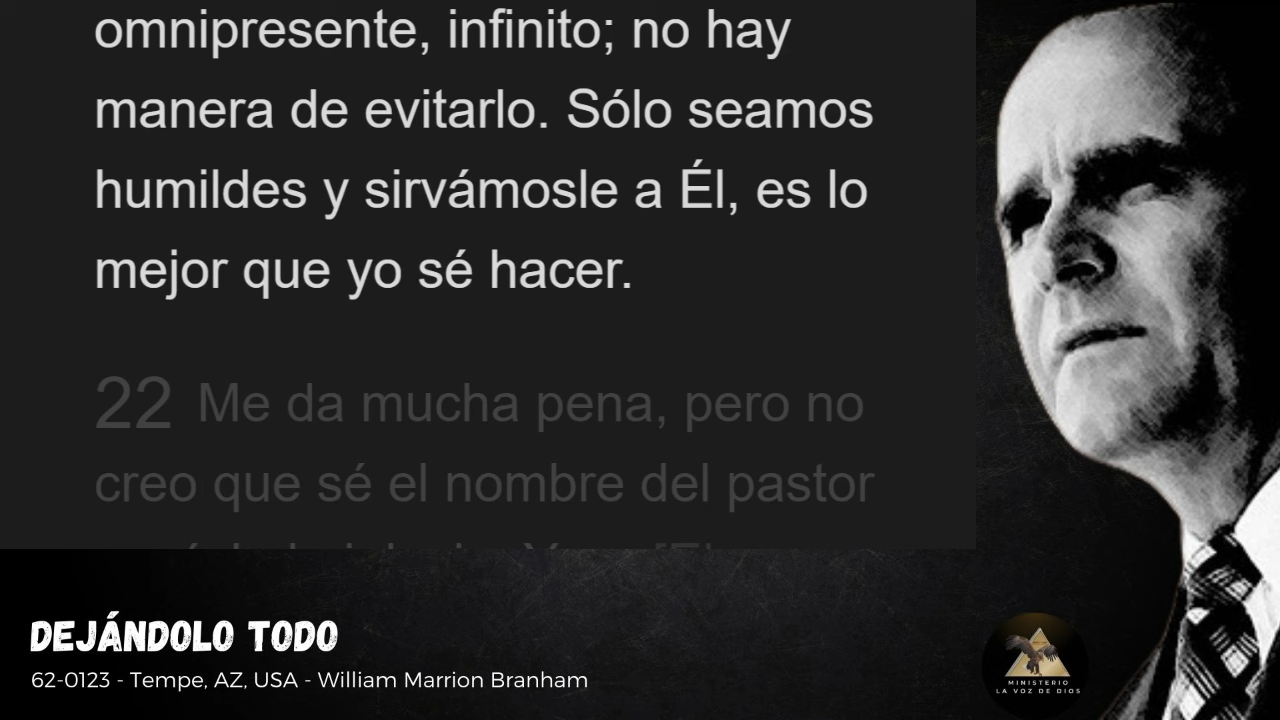 omnipresente, infinito; no hay
manera de evitarlo. Sólo seamos
humildes y sirvámosle a Él, es lo
mejor que yo sé hacer.
22 Me da mucha pena, pero no
creo que sé el nombre del pastor
DEJÁNDOLO TODO
62-0123 - Tempe, AZ, USA - William Marrion Branham
MINISTERIO
LA VOZ DE DIOS